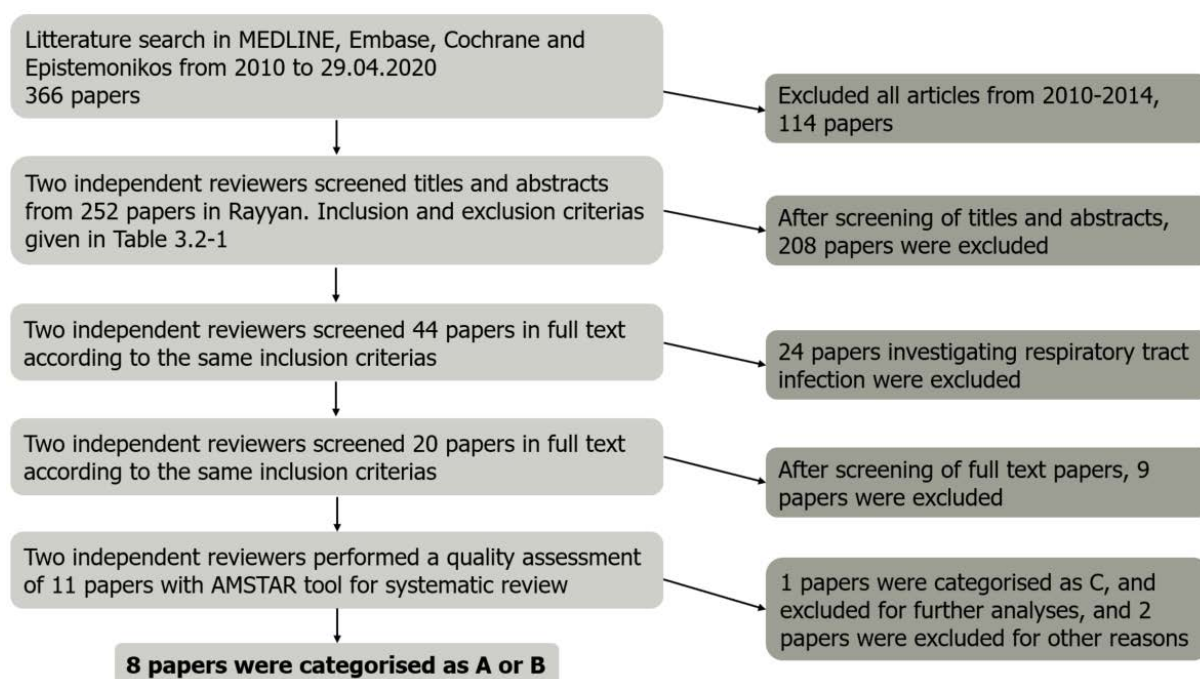 Litterature search in MEDLINE, Embase, Cochrane and
Epistemonikos from 2010 to 29.04.2020
366 papers
Excluded all articles from 2010-2014,
114 papers
Two independent reviewers screened titles and abstracts
from 252 papers in Rayyan. Inclusion and exclusion criterias
given in Table 3.2-1
After screening of titles and abstracts,
208 papers were excluded
Two independent reviewers screened 44 papers in full text
according to the same inclusion criterias
24 papers investigating respiratory tract
infection were excluded
Two independent reviewers screened 20 papers in full text
according to the same inclusion criterias
After screening of full text papers, 9
papers were excluded
Two independent reviewers performed a quality assessment
of 11 papers with AMSTAR tool for systematic review
1 papers were categorised as C, and
excluded for further analyses, and 2
papers were excluded for other reasons
8 papers were categorised as A or B